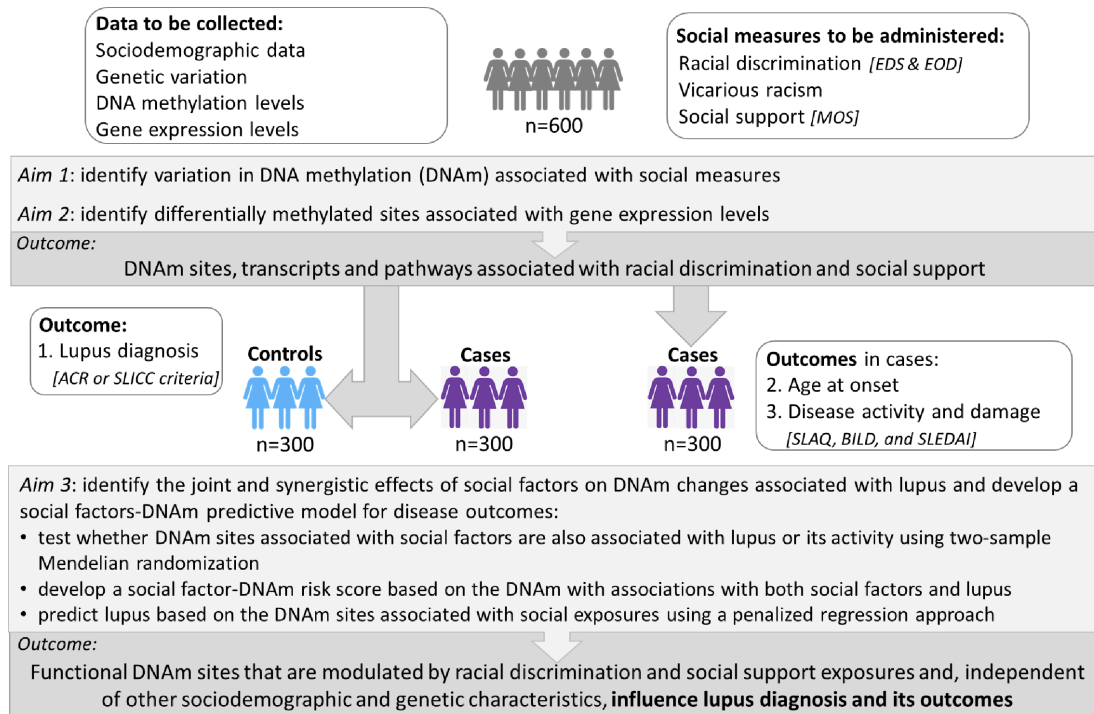 Data to be collected:
Sociodemographic data
Genetic variation
DNA methylation levels
Gene expression levels
n=600
Social measures to be administered:
Racial discrimination [EDS & EOD]
Vicarious racism
Social support [MOS]
Aim 1: identify variation in DNA methylation (DNAm) associated with social measures
Aim 2: identify differentially methylated sites associated with gene expression levels
Outcome:
DNAm sites, transcripts and pathways associated with racial discrimination and social support
Outcome:
1. Lupus diagnosis
[ACR or SLICC criteria]
Controls
n=300
Cases
n=300
Cases
n=300
Outcomes in cases:
2. Age at onset
3. Disease activity and damage
[SLAQ, BILD, and SLEDAI]
Aim 3: identify the joint and synergistic effects of social factors on DNAm changes associated with lupus and develop a
social factors-DNAm predictive model for disease outcomes:
• test whether DNAm sites associated with social factors are also associated with lupus or its activity using two-sample
Mendelian randomization
• develop a social factor-DNAm risk score based on the DNAm with associations with both social factors and lupus
• predict lupus based on the DNAm sites associated with social exposures using a penalized regression approach
Outcome:
Functional DNAm sites that are modulated by racial discrimination and social support exposures and, independent
of other sociodemographic and genetic characteristics, influence lupus diagnosis and its outcomes